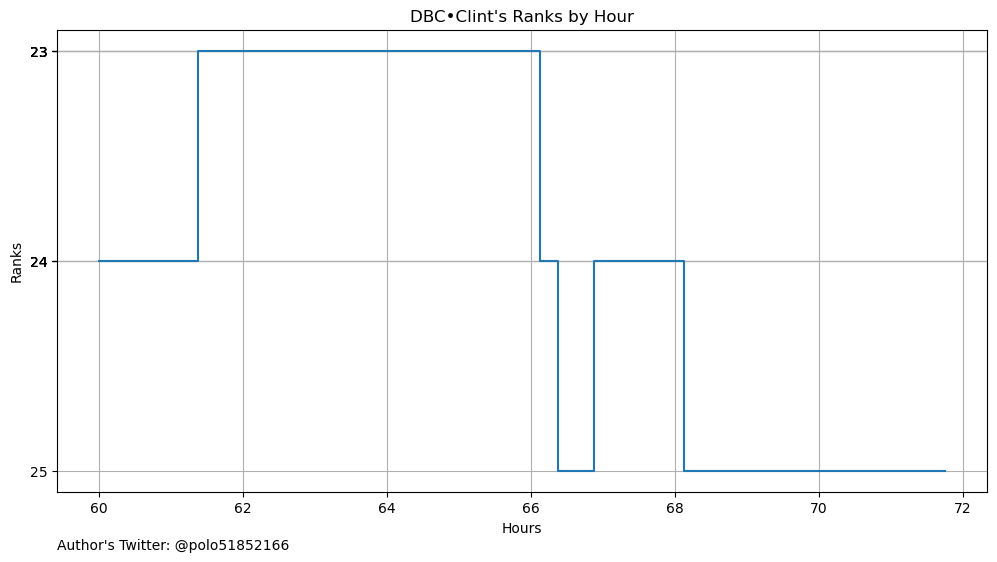 DBC•Clint's Ranks by Hour
23
24
25
Ranks
60 62 64 66 68 70 72
Hours
Author's Twitter: @polo51852166